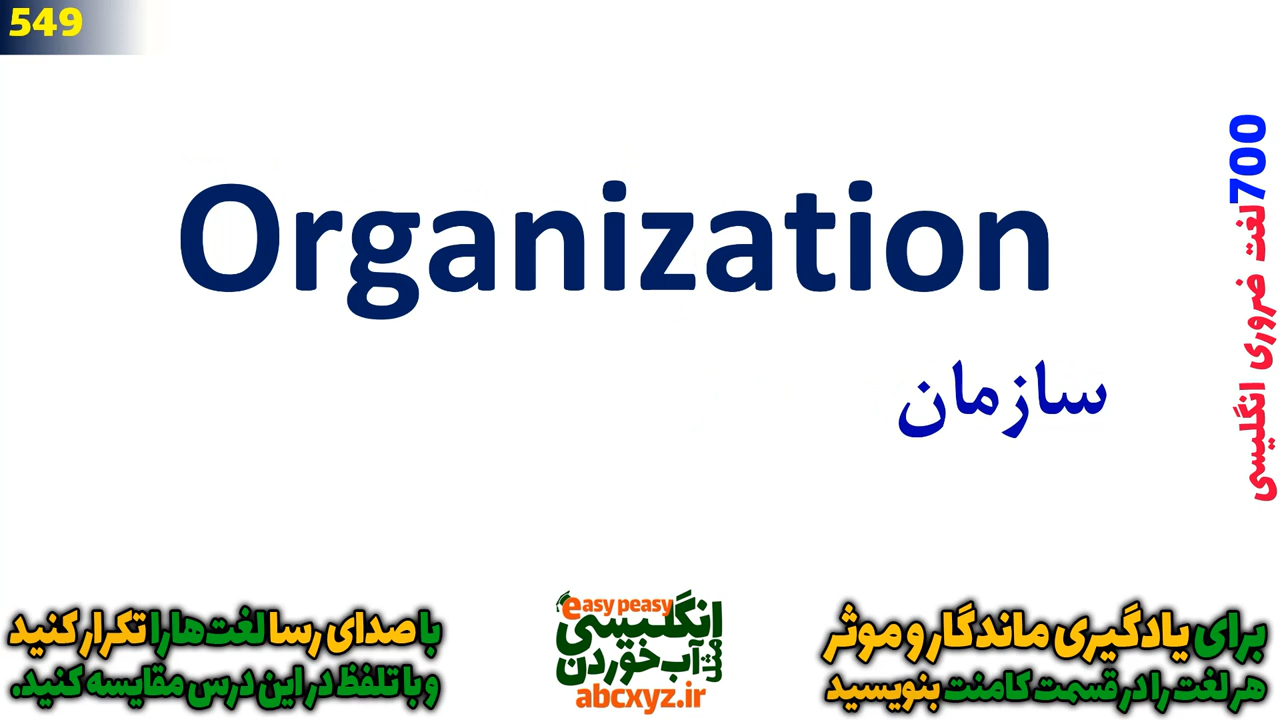 549
Organization
سازمان
700 لغت ضروری انگلیسی
برای یادگیری ماندگار و موثر
هر لغت را در قسمت کامنت بنویسید
easy peasy
انگلیسی
مثل آب خوردن
abcxyz.ir
با صدای رسا لغت‌ها را تکرار کنید
و با تلفظ در این درس مقایسه کنید.